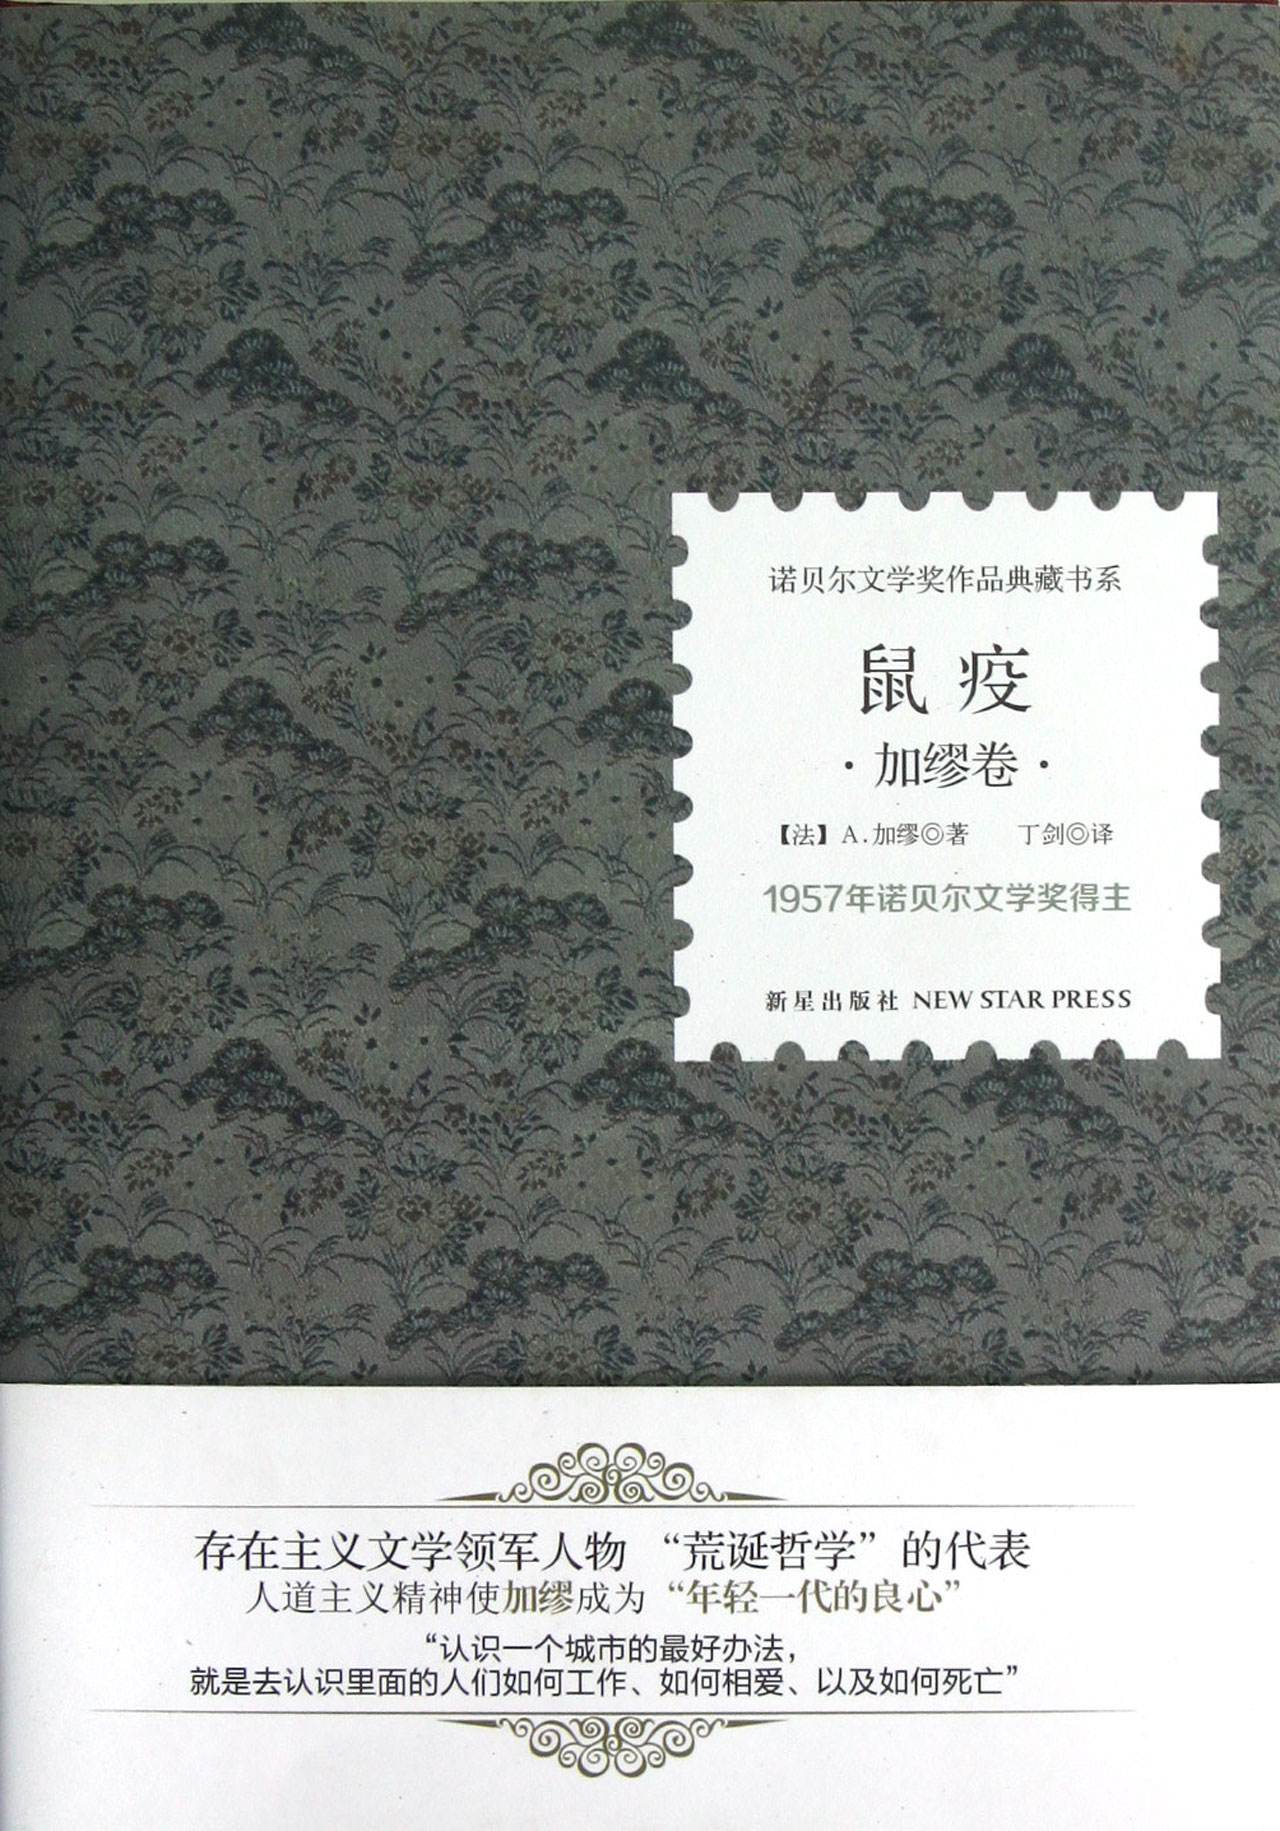 诺贝尔文学奖作品典藏书系
鼠疫
·加缪卷·
【法】A.加缪◎著 丁剑◎译
1957年诺贝尔文学奖得主
新星出版社 NEW STAR PRESS
存在主义文学领军人物 “荒诞哲学”的代表
人道主义精神使加缪成为“年轻一代的良心”
“认识一个城市的最好办法，
就是去认识里面的人们如何工作、如何相爱、以及如何死亡”